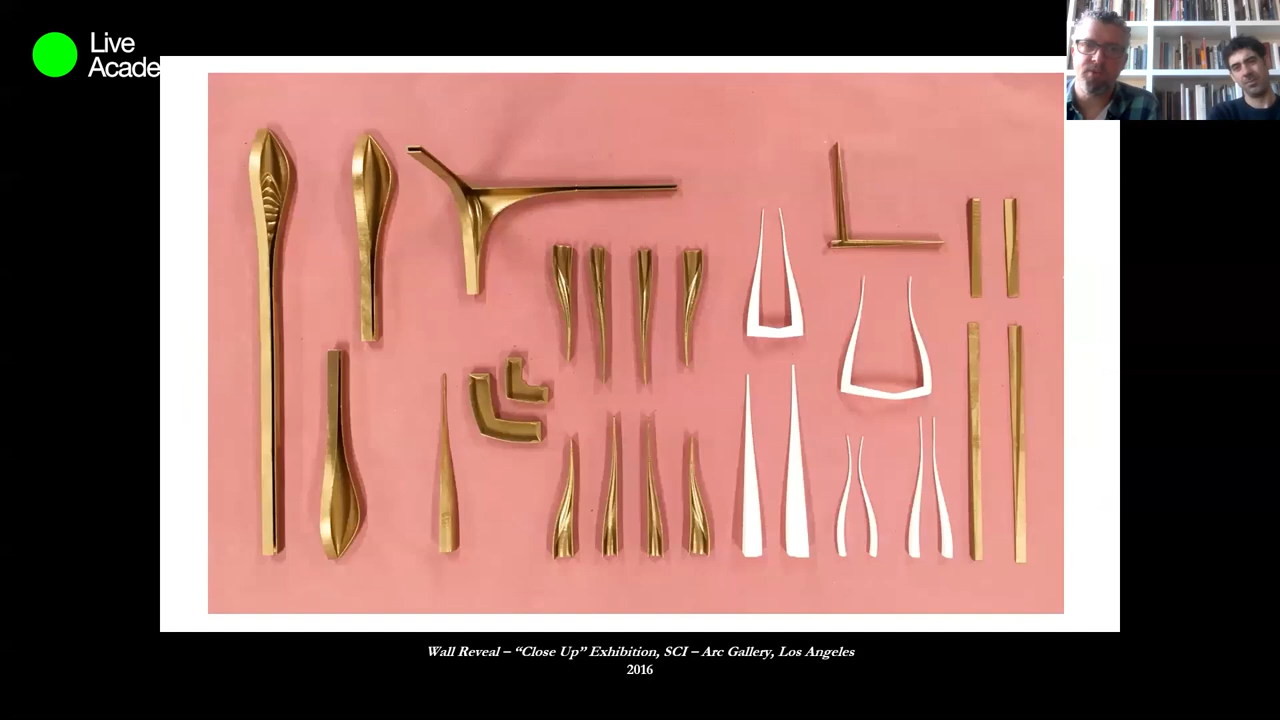 Live
Acade
Wall Reveal – “Close Up” Exhibition, SCI – Arc Gallery, Los Angeles
2016